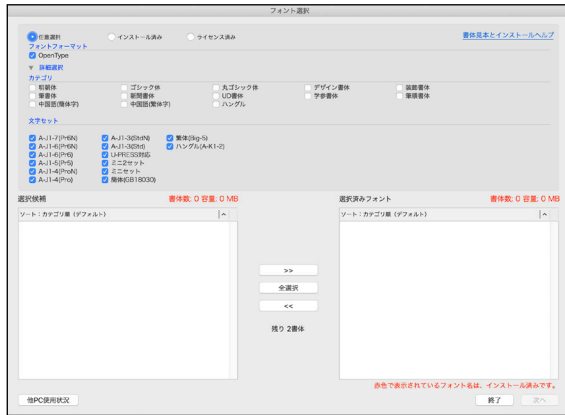 フォント選択
任意選択 インストール済み ライセンス済み 書体見本とインストールヘルプ
フォントフォーマット
OpenType
▼ 詳細選択
カテゴリ
明朝体 ゴシック体 丸ゴシック体 デザイン書体 装飾書体
筆書体 新聞書体 UD書体 学参書体 筆順書体
中国語(簡体字) 中国語(繁体字) ハングル
文字セット
A-J1-7(Pr6N) A-J1-3(StdN) 繁体(Big-5)
A-J1-6(Pr6N) A-J1-3(Std) ハングル(A-K1-2)
A-J1-6(Pr6) U-PRESS対応
A-J1-5(Pr5) ミニ2セット
A-J1-4(ProN) ミニセット
A-J1-4(Pro)簡体(GB18030)
選択候補 書体数: 0 容量: 0 MB 選択済みフォント 書体数: 0 容量: 0 MB
ソート：カテゴリ順（デフォルト） ソート：カテゴリ順（デフォルト）
>>
全選択
<<
残り 2書体
赤色で表示されているフォント名は、インストール済みです。
他PC使用状況 終了 次へ